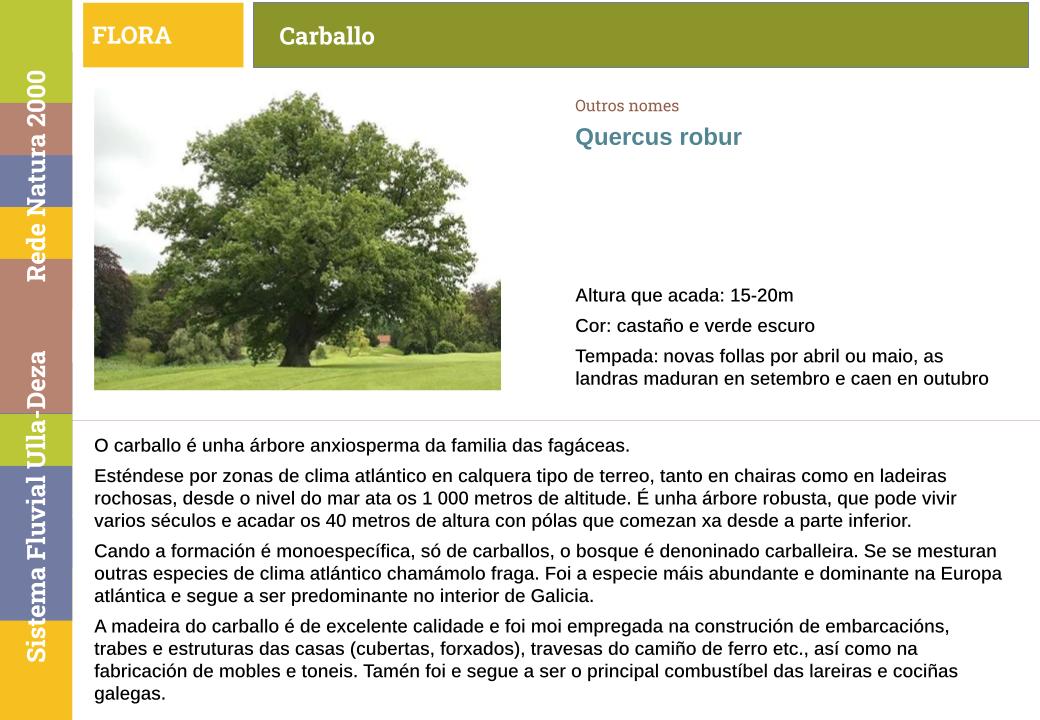 FLORA
Carballo
Rede Natura 2000
Sistema Fluvial Ulla-Deza
Outros nomes
Quercus robur
Altura que acada: 15-20m
Cor: castaño e verde escuro
Tempada: novas follas por abril ou maio, as
landras maduran en setembro e caen en outubro
O carballo é unha árbore anxiosperma da familia das fagáceas.
Esténdese por zonas de clima atlántico en calquera tipo de terreo, tanto en chairas como en ladeiras
rochosas, desde o nivel do mar ata os 1 000 metros de altitude. É unha árbore robusta, que pode vivir
varios séculos e acadar os 40 metros de altura con pólas que comezan xa desde a parte inferior.
Cando a formación é monoespecífica, só de carballos, o bosque é denoninado carballeira. Se se mesturan
outras especies de clima atlántico chamámolo fraga. Foi a especie máis abundante e dominante na Europa
atlántica e segue a ser predominante no interior de Galicia.
A madeira do carballo é de excelente calidade e foi moi empregada na construción de embarcacións,
trabes e estruturas das casas (cubertas, forxados), travesas do camiño de ferro etc., así como na
fabricación de mobles e toneis. Tamén foi e segue a ser o principal combustíbel das lareiras e cociñas
galegas.